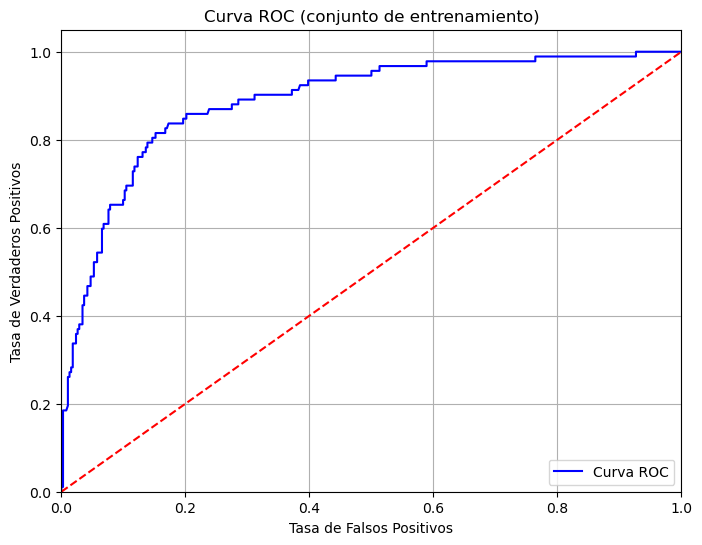 Curva ROC (conjunto de entrenamiento)
Tasa de Verdaderos Positivos
1.0
0.8
0.6
0.4
0.2
0.0
0.0 0.2 0.4 0.6 0.8 1.0
Tasa de Falsos Positivos
Curva ROC